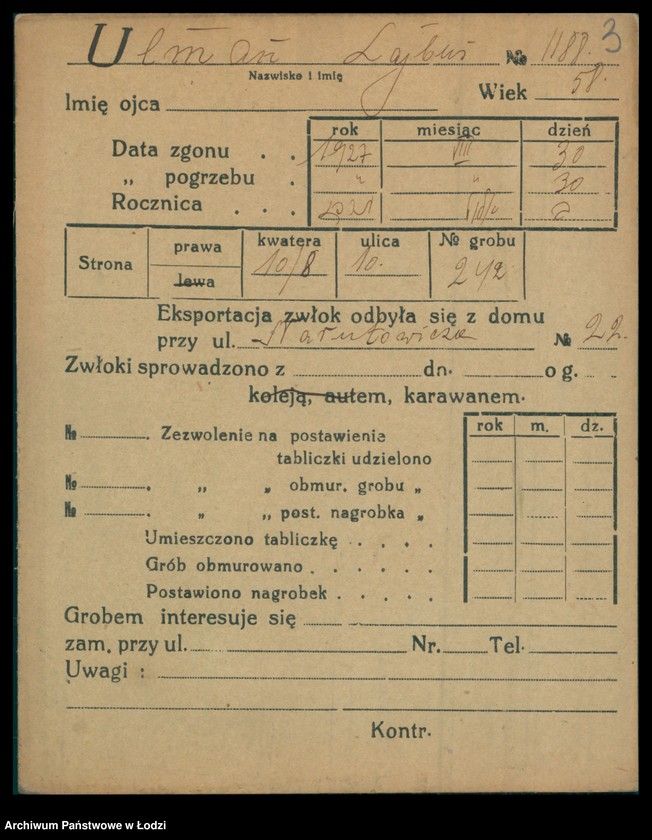 Ulman Lajbuś № 1188. 3
Nazwisko i imię
Wiek 58.
Imię ojca
rok miesiąc dzień
Data zgonu . . 1927 VIII 30
„ pogrzebu . „ „ 30
Rocznica . . .
Strona prawa lewa kwatera 10/8 ulica 10. № grobu 242
Eksportacja zwłok odbyła się z domu
przy ul. Narutowicza № 22.
Zwłoki sprowadzono z dn. o g.
koleją, autem, karawanem.
rok m. dz.
№ . Zezwolenie na postawienie
tabliczki udzielono
№ . „ „ obmur. grobu „
№ . „ „ post. nagrobka „
Umieszczono tabliczkę . . . .
Grób obmurowano . . . . .
Postawiono nagrobek . . . .
Grobem interesuje się
zam. przy ul. Nr. Tel.
Uwagi :
Kontr.
Archiwum Państwowe w Łodzi